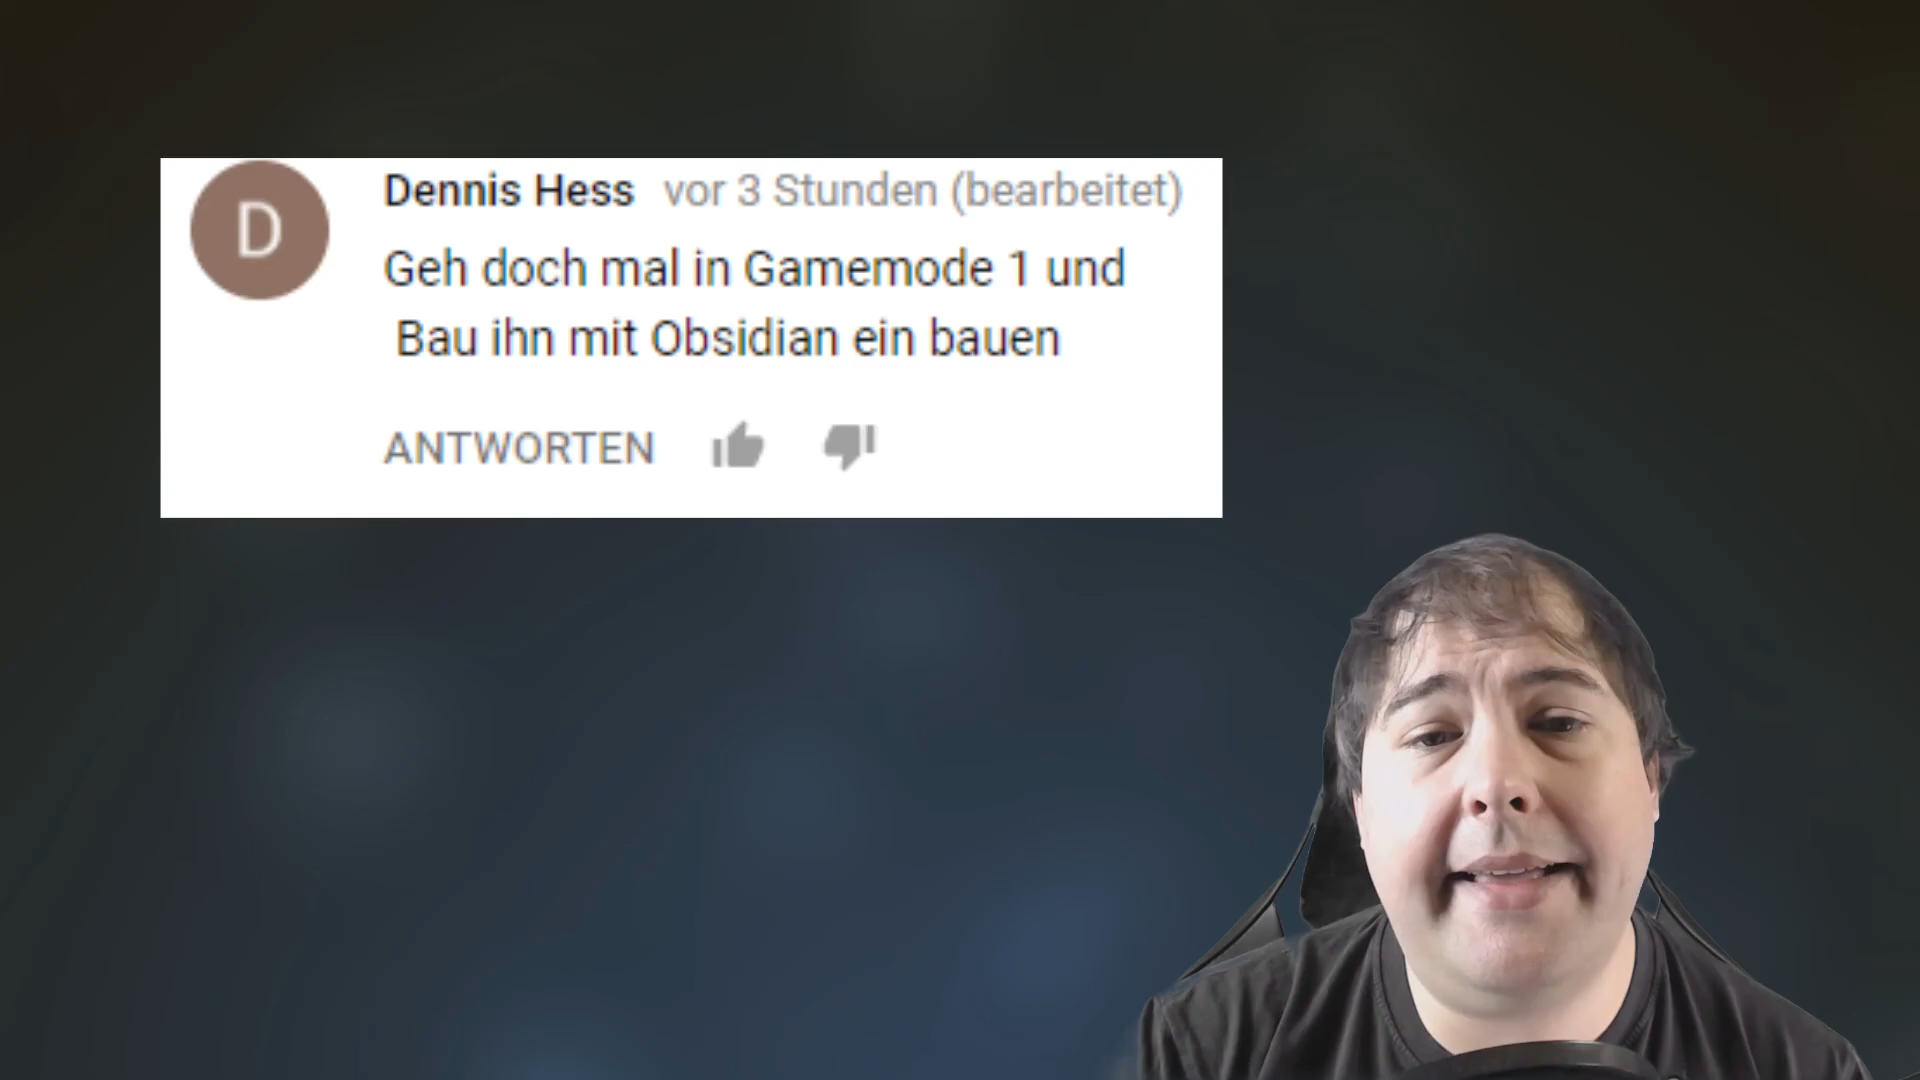 D
Dennis Hess vor 3 Stunden (bearbeitet)
Geh doch mal in Gamemode 1 und
Bau ihn mit Obsidian ein bauen
ANTWORTEN